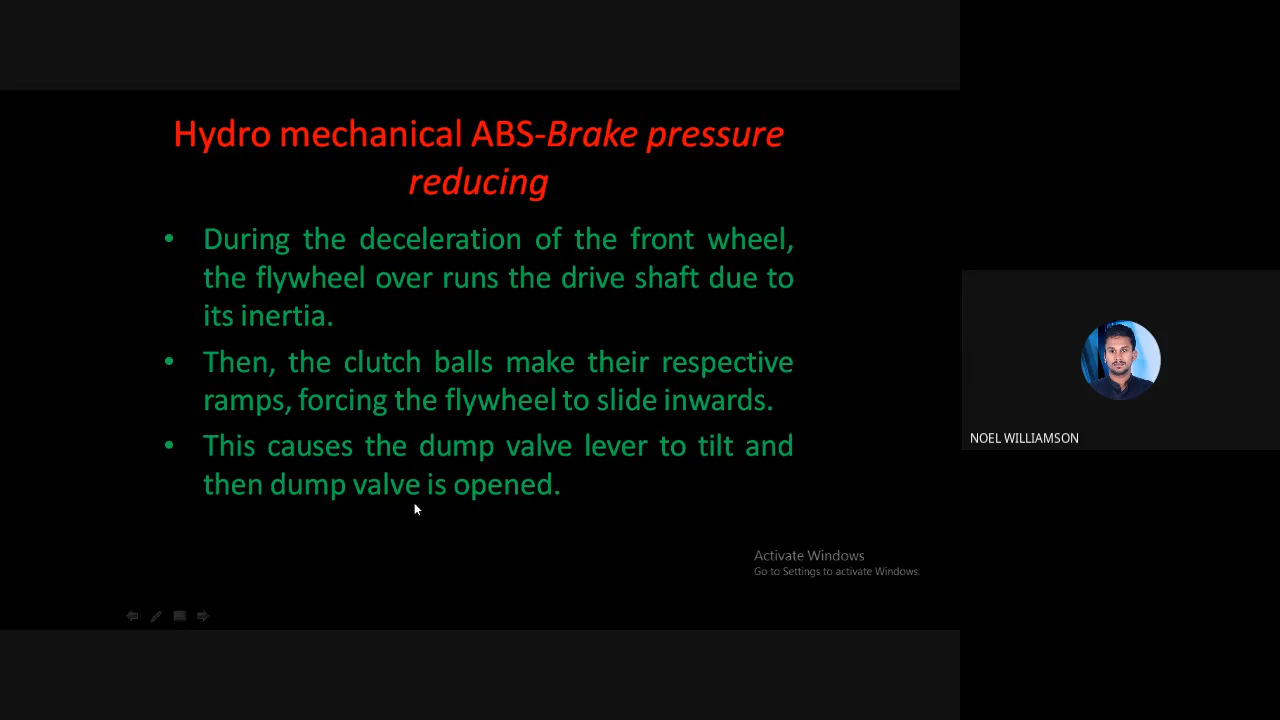 Hydro mechanical ABS-Brake pressure
reducing
• During the deceleration of the front wheel,
the flywheel over runs the drive shaft due to
its inertia.
• Then, the clutch balls make their respective
ramps, forcing the flywheel to slide inwards.
• This causes the dump valve lever to tilt and
then dump valve is opened.
Activate Windows
Go to Settings to activate Windows.
NOEL WILLIAMSON